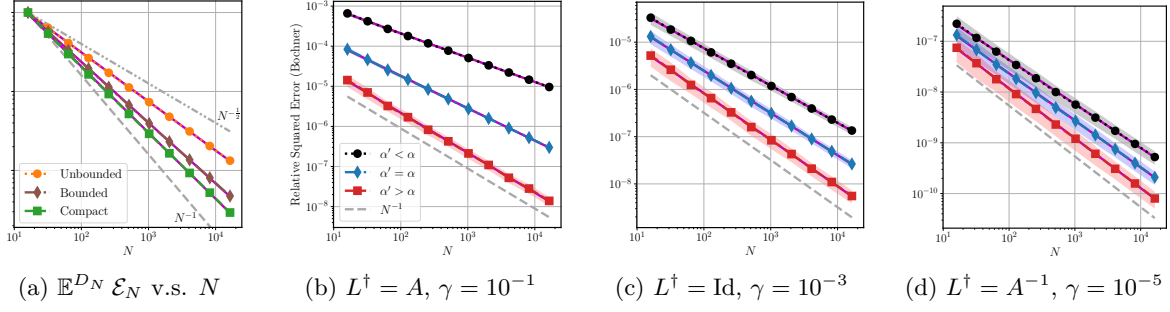 N^{-1/2}
Unbounded
Bounded
Compact
N^{-1}
10^1 10^2 10^3 10^4
N
(a) 𝔼^{D_N} ℰ_N v.s. N
Relative Squared Error (Bochner)
10^{-3}
10^{-4}
10^{-5}
10^{-6}
10^{-7}
10^{-8}
α′ < α
α′ = α
α′ > α
N^{-1}
10^1 10^2 10^3 10^4
N
(b) L^† = A, γ = 10^{-1}
10^{-5}
10^{-6}
10^{-7}
10^{-8}
10^1 10^2 10^3 10^4
N
(c) L^† = Id, γ = 10^{-3}
10^{-7}
10^{-8}
10^{-9}
10^{-10}
10^1 10^2 10^3 10^4
N
(d) L^† = A^{-1}, γ = 10^{-5}